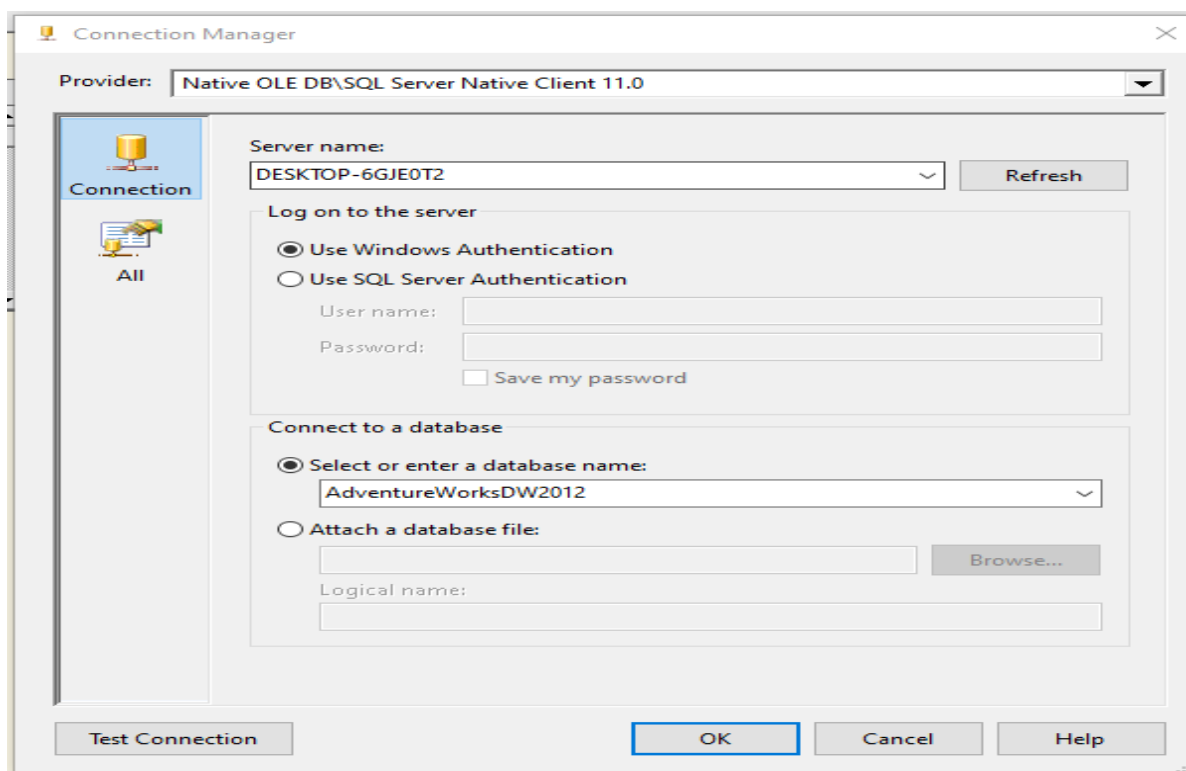 Connection Manager
Provider: Native OLE DB\SQL Server Native Client 11.0
Connection
All
Server name:
DESKTOP-6GJE0T2 Refresh
Log on to the server
Use Windows Authentication
Use SQL Server Authentication
User name:
Password:
Save my password
Connect to a database
Select or enter a database name:
AdventureWorksDW2012
Attach a database file:
Browse...
Logical name:
Test Connection OK Cancel Help